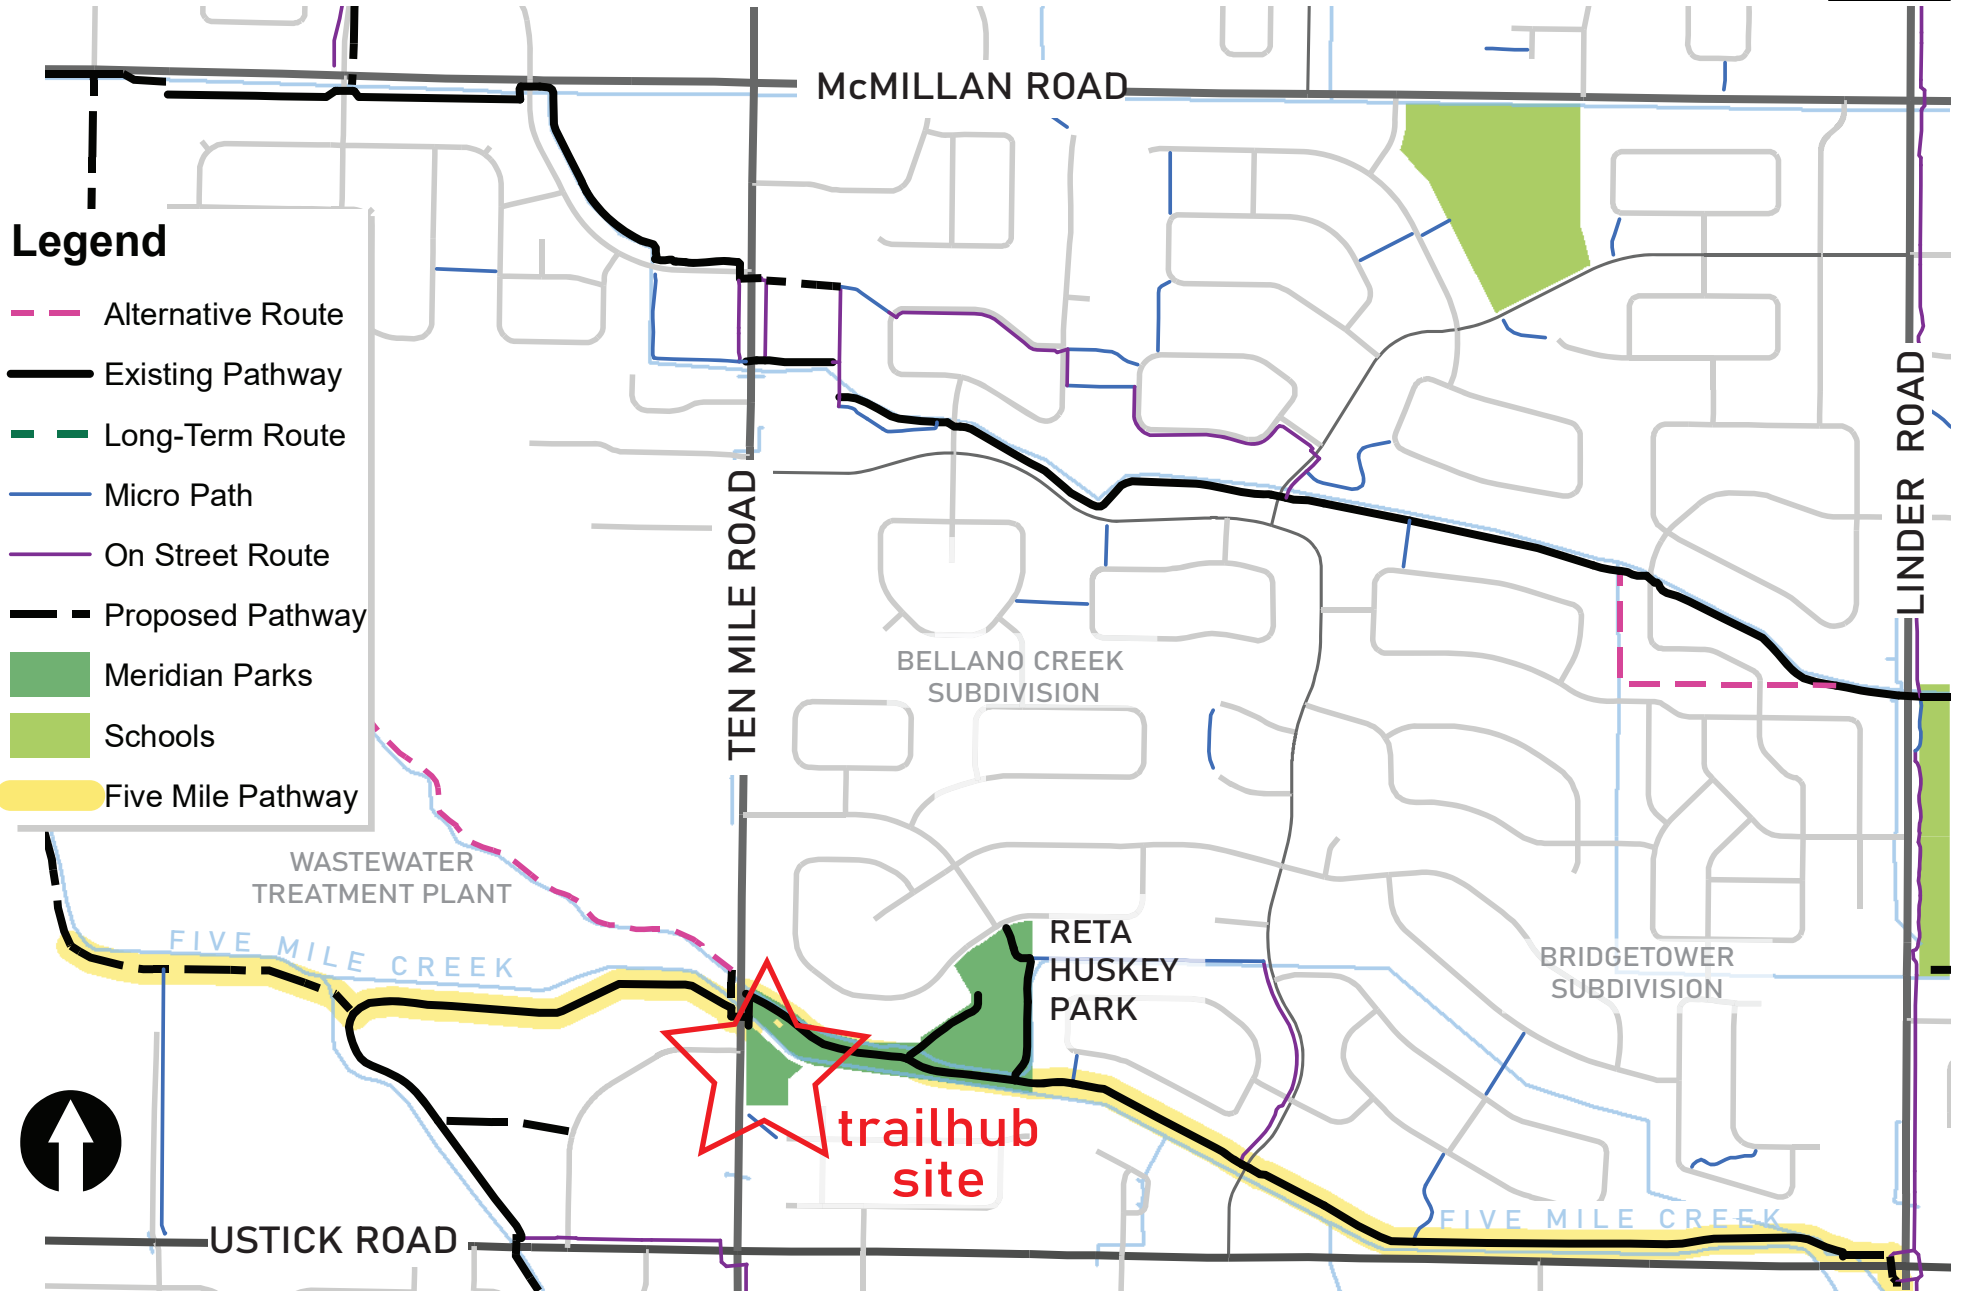 McMILLAN ROAD
Legend
Alternative Route
Existing Pathway
Long-Term Route
Micro Path
On Street Route
Proposed Pathway
Meridian Parks
Schools
Five Mile Pathway
TEN MILE ROAD
LINDER ROAD
BELLANO CREEK
SUBDIVISION
WASTEWATER
TREATMENT PLANT
FIVE MILE CREEK
RETA
HUSKEY
PARK
BRIDGETOWER
SUBDIVISION
trailhub
site
FIVE MILE CREEK
USTICK ROAD